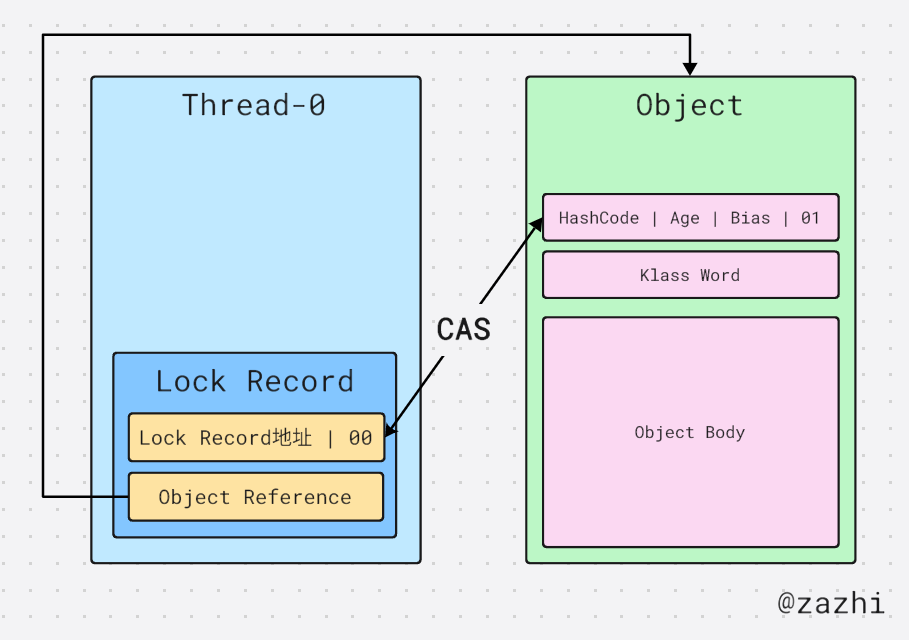 Thread-0
Object
HashCode | Age | Bias | 01
Klass Word
CAS
Lock Record
Lock Record地址 | 00
Object Reference
Object Body
@zazhi